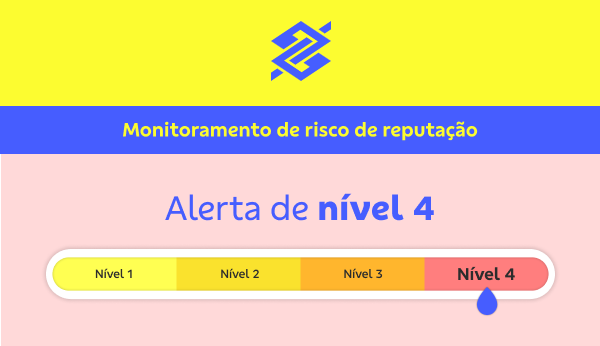 Monitoramento de risco de reputação
Alerta de nível 4
Nível 1
Nível 2
Nível 3
Nível 4